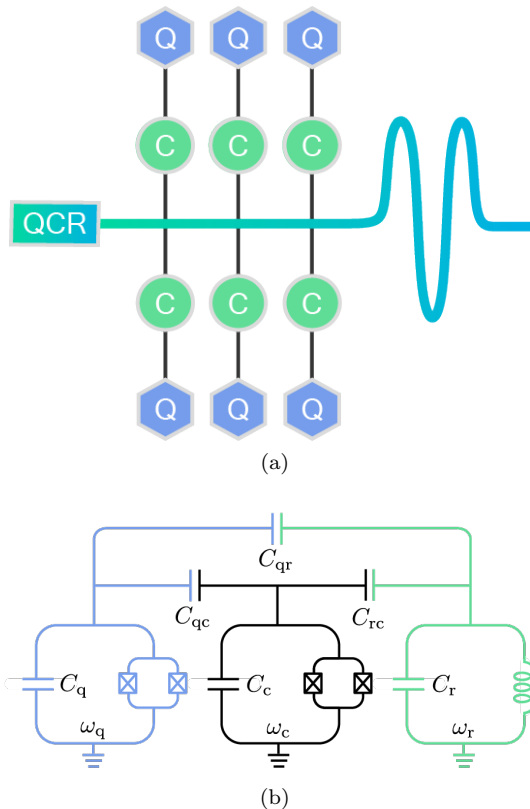 Q Q Q
C C C
QCR
C C C
Q Q Q
(a)
C_qr
C_qc C_rc
C_q C_c C_r
ω_q ω_c ω_r
(b)